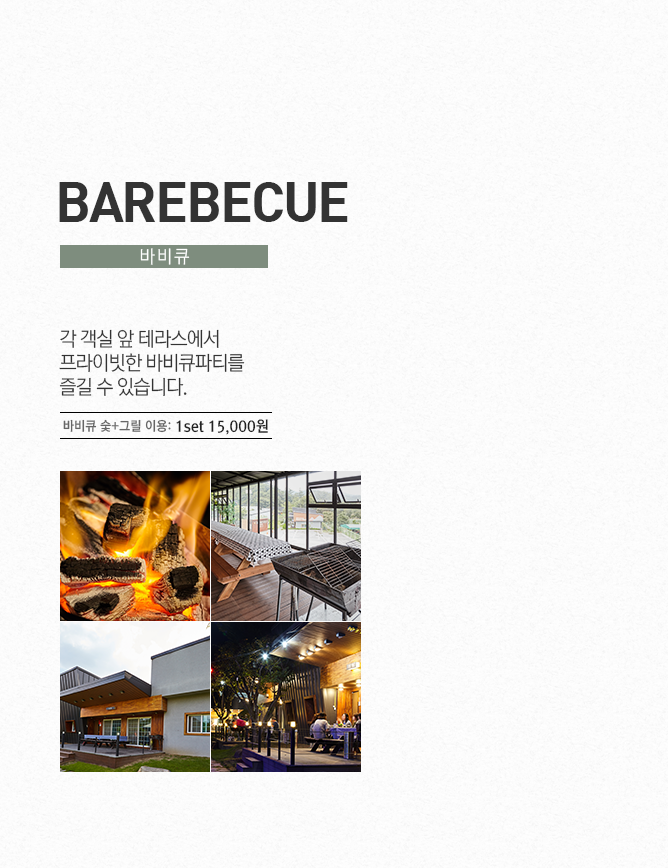 BAREBECUE
바비큐
각 객실 앞 테라스에서
프라이빗한 바비큐파티를
즐길 수 있습니다.
바비큐 숯+그릴 이용: 1set 15,000원